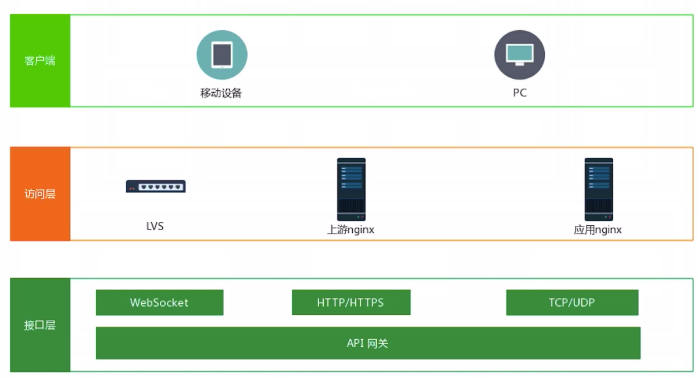 客户端
移动设备
PC
访问层
LVS
上游nginx
应用nginx
接口层
WebSocket
HTTP/HTTPS
TCP/UDP
API 网关